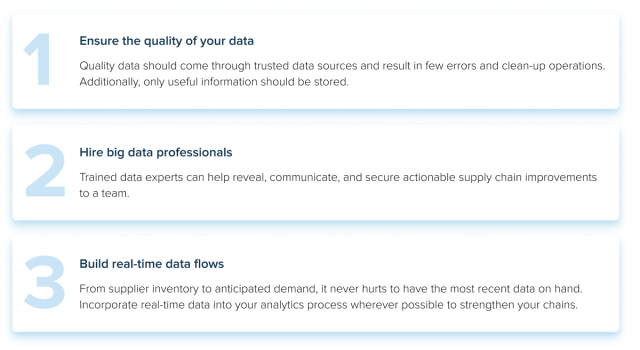 1
Ensure the quality of your data
Quality data should come through trusted data sources and result in few errors and clean-up operations.
Additionally, only useful information should be stored.
2
Hire big data professionals
Trained data experts can help reveal, communicate, and secure actionable supply chain improvements
to a team.
3
Build real-time data flows
From supplier inventory to anticipated demand, it never hurts to have the most recent data on hand.
Incorporate real-time data into your analytics process wherever possible to strengthen your chains.